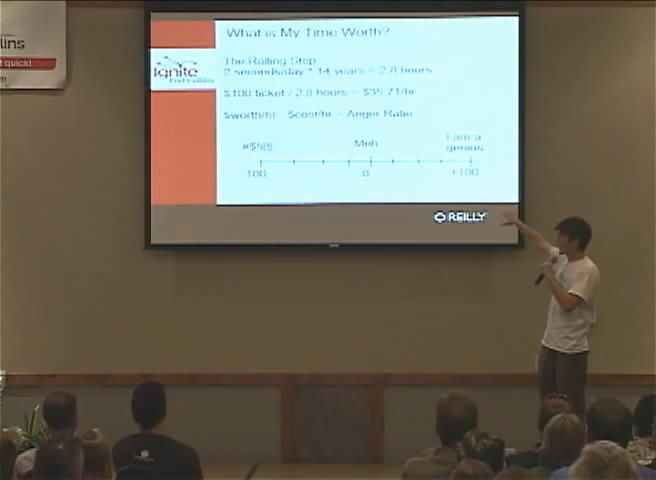 lins
t quick!
m
What is My Time Worth?
Ignite
Fort Collins
The Rolling Stop
2 seconds/day * 14 years = 2.8 hours
$100 ticket / 2.8 hours = $35.71/hr
$worth/hr - $cost/hr = Anger Ratio
Meh
I am a
genius
-100
0
+100
O REILLY